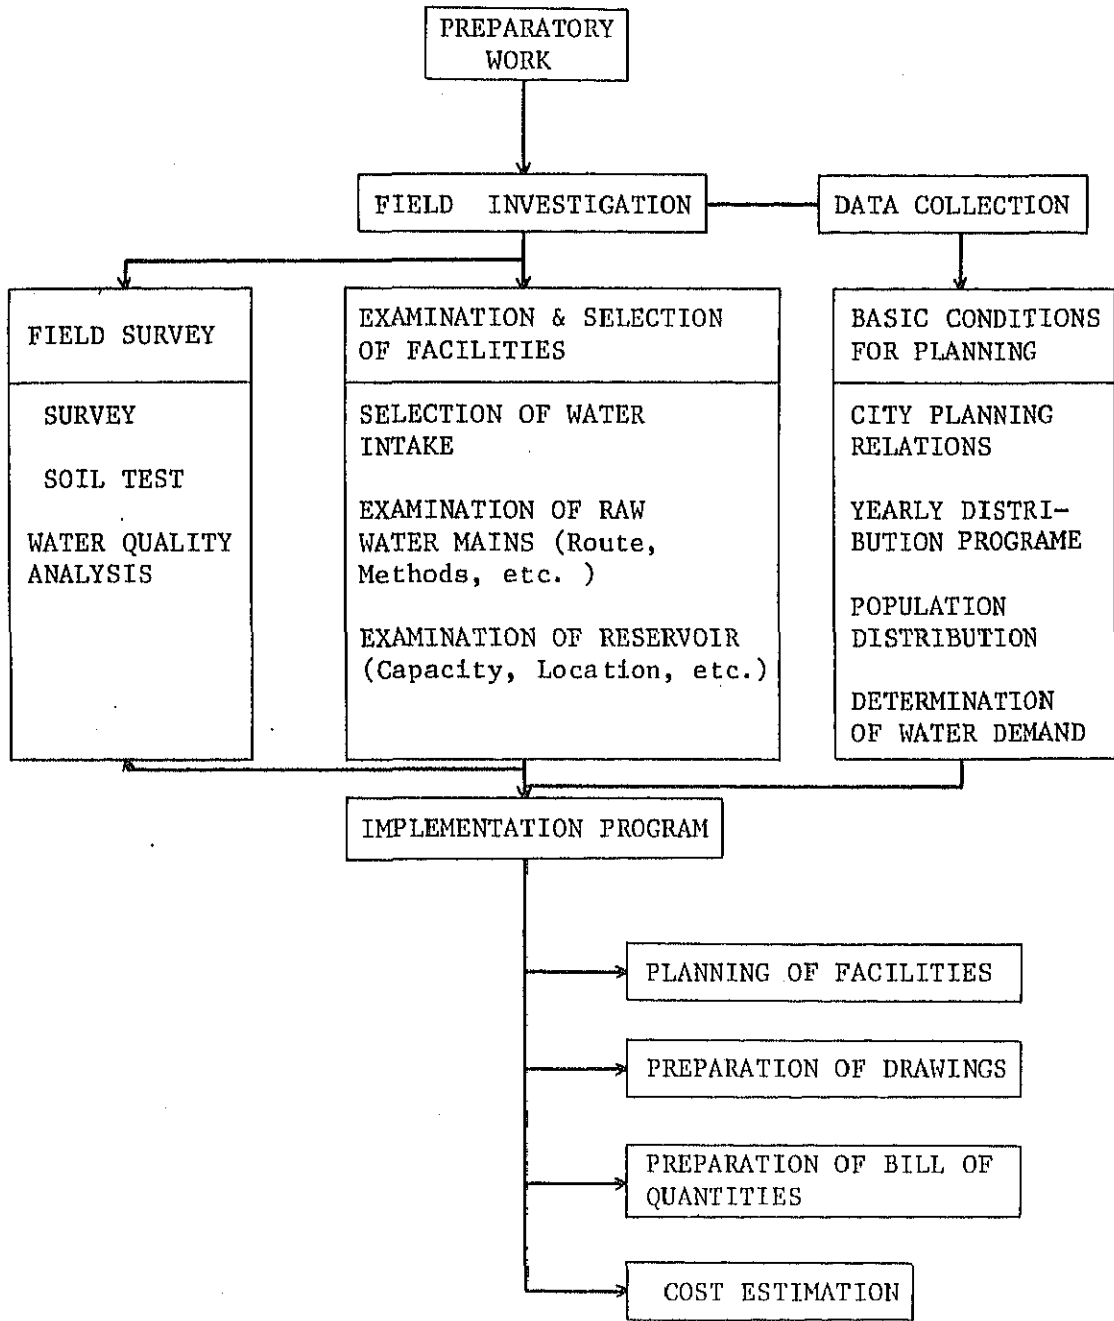 PREPARATORY
WORK
FIELD INVESTIGATION
DATA COLLECTION
FIELD SURVEY
SURVEY
SOIL TEST
WATER QUALITY
ANALYSIS
EXAMINATION & SELECTION
OF FACILITIES
SELECTION OF WATER
INTAKE
EXAMINATION OF RAW
WATER MAINS (Route,
Methods, etc. )
EXAMINATION OF RESERVOIR
(Capacity, Location, etc.)
BASIC CONDITIONS
FOR PLANNING
CITY PLANNING
RELATIONS
YEARLY DISTRI-
BUTION PROGRAME
POPULATION
DISTRIBUTION
DETERMINATION
OF WATER DEMAND
IMPLEMENTATION PROGRAM
PLANNING OF FACILITIES
PREPARATION OF DRAWINGS
PREPARATION OF BILL OF
QUANTITIES
COST ESTIMATION